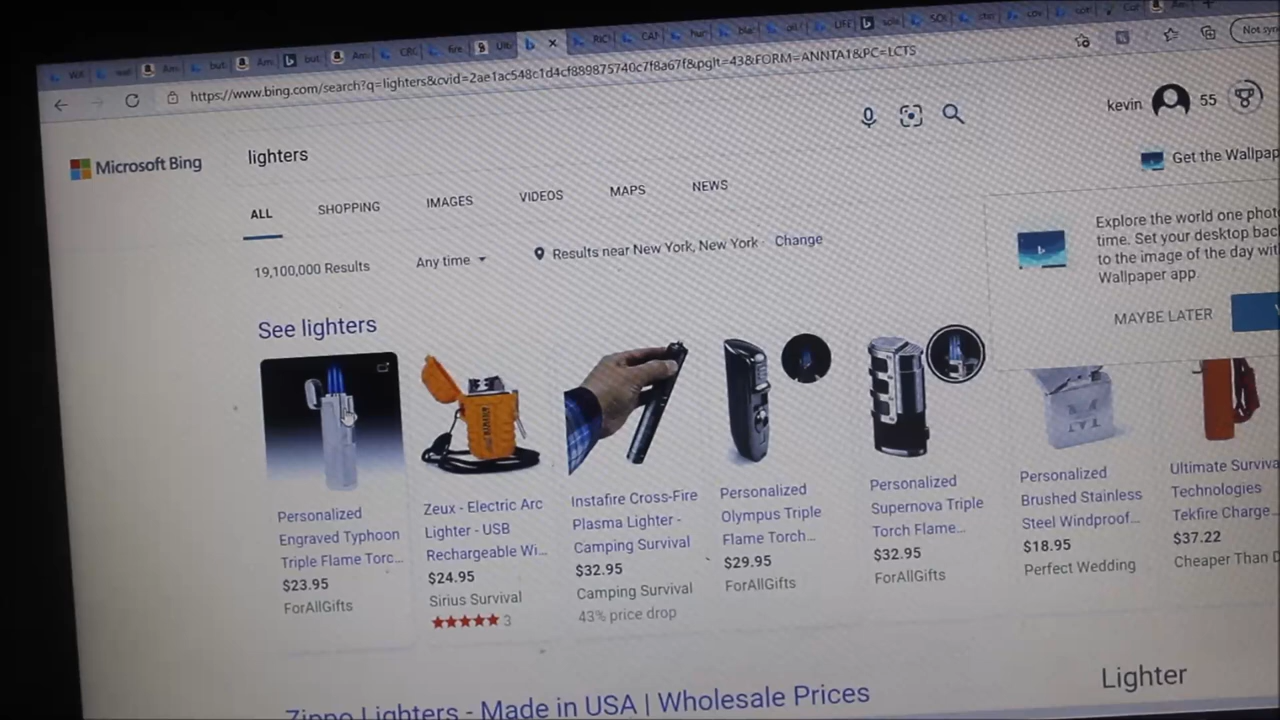 https://www.bing.com/search?q=lighters&cvid=2ae1ac548c1d4cf889875740c7f8a67f&pglt=43&FORM=ANNTA1&PC=LCTS
Not syn
Microsoft Bing
lighters
kevin 55
ALL SHOPPING IMAGES VIDEOS MAPS NEWS
Get the Wallpap
19,100,000 Results Any time Results near New York, New York · Change
Explore the world one phot
time. Set your desktop bac
to the image of the day wit
Wallpaper app.
MAYBE LATER
See lighters
Personalized
Engraved Typhoon
Triple Flame Torc...
$23.95
ForAllGifts
Zeux - Electric Arc
Lighter - USB
Rechargeable Wi...
$24.95
Sirius Survival
3
Instafire Cross-Fire
Plasma Lighter -
Camping Survival
$32.95
Camping Survival
43% price drop
Personalized
Olympus Triple
Flame Torch...
$29.95
ForAllGifts
Personalized
Supernova Triple
Torch Flame...
$32.95
ForAllGifts
Personalized
Brushed Stainless
Steel Windproof...
$18.95
Perfect Wedding
Ultimate Surviva
Technologies
Tekfire Charge...
$37.22
Cheaper Than D
Zippo Lighters - Made in USA | Wholesale Prices
Lighter